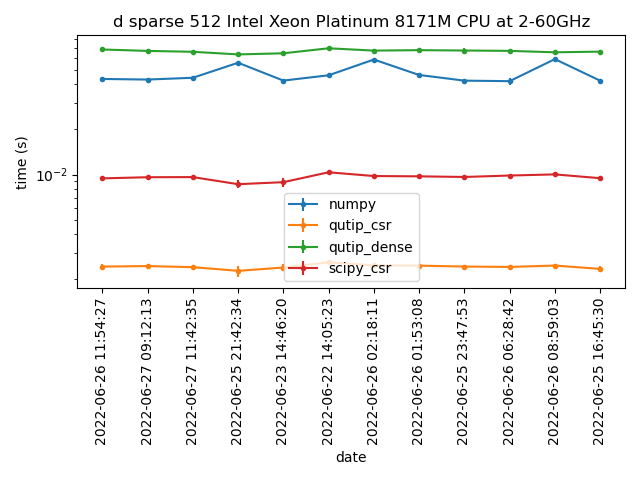 d sparse 512 Intel Xeon Platinum 8171M CPU at 2-60GHz
time (s)
10^-2
numpy
qutip_csr
qutip_dense
scipy_csr
2022-06-26 11:54:27
2022-06-27 09:12:13
2022-06-27 11:42:35
2022-06-25 21:42:34
2022-06-23 14:46:20
2022-06-22 14:05:23
2022-06-26 02:18:11
2022-06-26 01:53:08
2022-06-25 23:47:53
2022-06-26 06:28:42
2022-06-26 08:59:03
2022-06-25 16:45:30
date